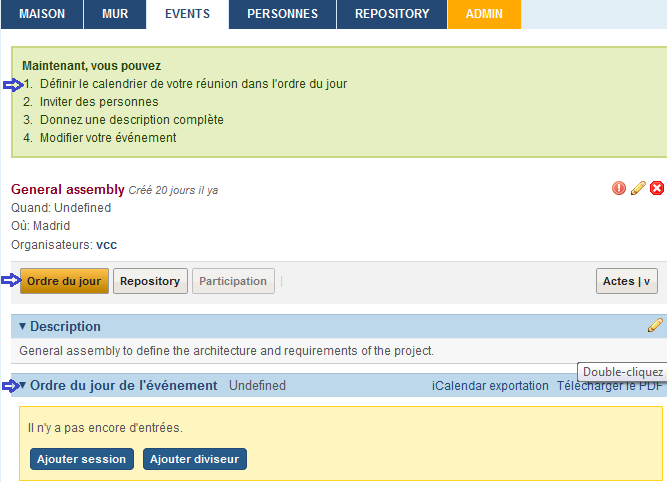 MAISON MUR EVENTS PERSONNES REPOSITORY ADMIN
Maintenant, vous pouvez
1. Définir le calendrier de votre réunion dans l'ordre du jour
2. Inviter des personnes
3. Donnez une description complète
4. Modifier votre événement
General assembly Créé 20 jours il ya
Quand: Undefined
Où: Madrid
Organisateurs: vcc
Ordre du jour Repository Participation | Actes | v
▾ Description
General assembly to define the architecture and requirements of the project.
Double-cliquez
▾ Ordre du jour de l'événement Undefined iCalendar exportation Télécharger le PDF
Il n'y a pas encore d'entrées.
Ajouter session Ajouter diviseur